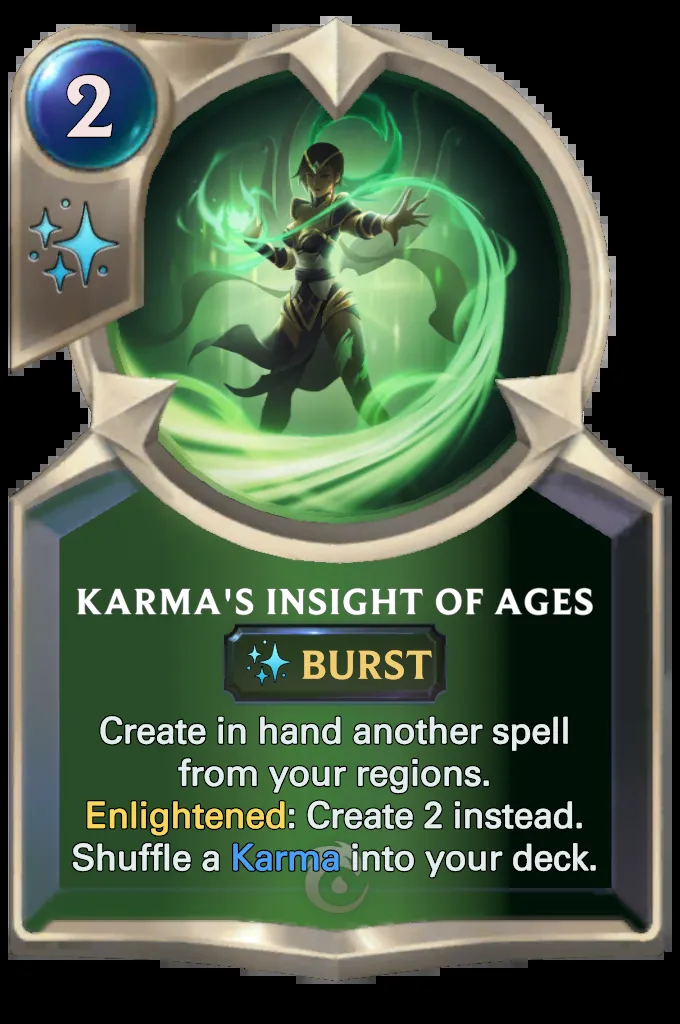 2
KARMA'S INSIGHT OF AGES
BURST
Create in hand another spell
from your regions.
Enlightened: Create 2 instead.
Shuffle a Karma into your deck.